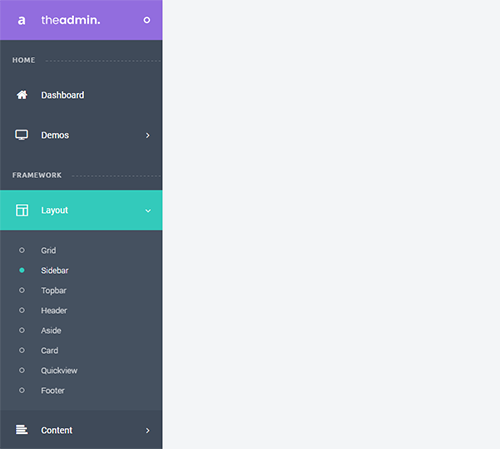 a theadmin.
HOME
Dashboard
Demos
FRAMEWORK
Layout
Grid
Sidebar
Topbar
Header
Aside
Card
Quickview
Footer
Content